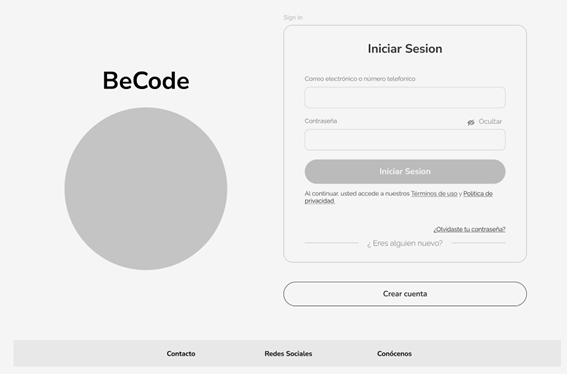 Sign in
BeCode
Iniciar Sesion
Correo electrónico o número telefonico
Contraseña
Ocultar
Iniciar Sesion
Al continuar, usted accede a nuestros Términos de uso y Política de
privacidad.
¿Olvidaste tu contraseña?
¿ Eres alguien nuevo?
Crear cuenta
Contacto
Redes Sociales
Conócenos